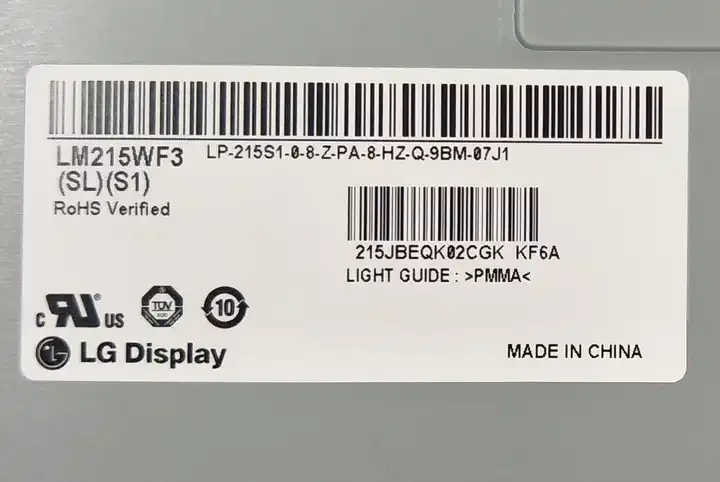 LM215WF3 LP-215S1-0-8-Z-PA-8-HZ-Q-9BM-07J1
(SL)(S1)
RoHS Verified
215JBEQK02CGK KF6A
LIGHT GUIDE : >PMMA<
c RU® US TÜV 10
LG Display
MADE IN CHINA